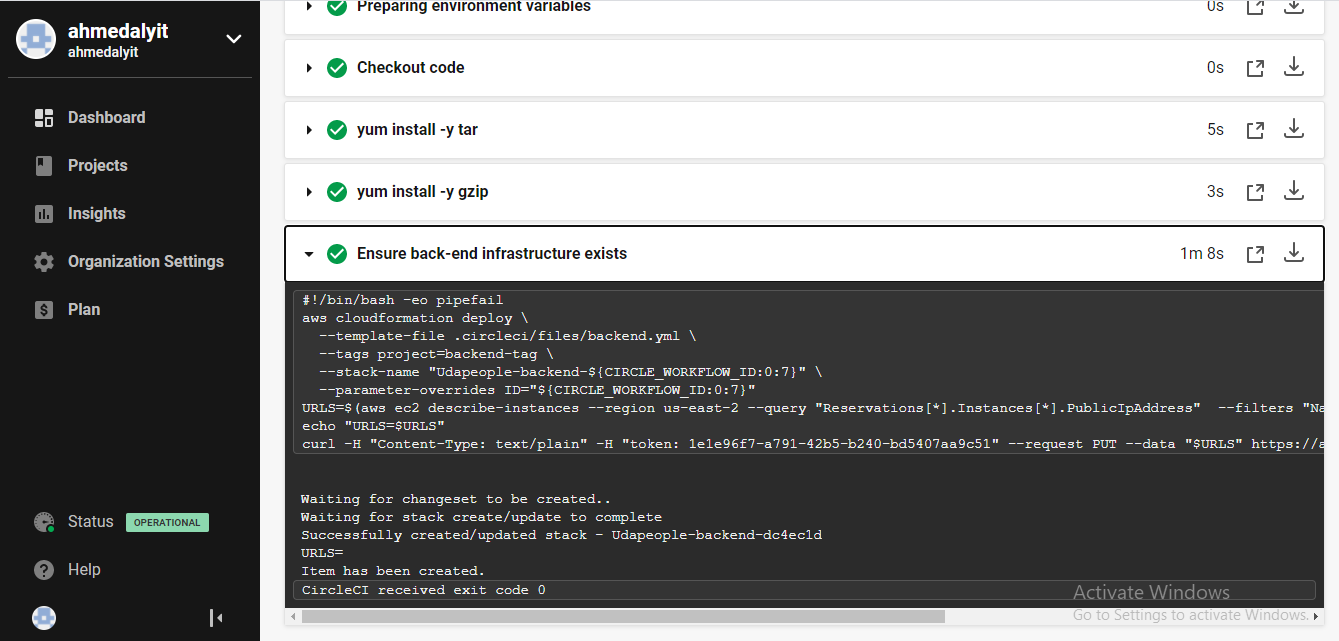 ahmedalyit
ahmedalyit
Dashboard
Projects
Insights
Organization Settings
Plan
Status OPERATIONAL
Help
Preparing environment variables 0s
Checkout code 0s
yum install -y tar 5s
yum install -y gzip 3s
Ensure back-end infrastructure exists 1m 8s
#!/bin/bash -eo pipefail
aws cloudformation deploy \
  --template-file .circleci/files/backend.yml \
  --tags project=backend-tag \
  --stack-name "Udapeople-backend-${CIRCLE_WORKFLOW_ID:0:7}" \
  --parameter-overrides ID="${CIRCLE_WORKFLOW_ID:0:7}"
URLS=$(aws ec2 describe-instances --region us-east-2 --query "Reservations[*].Instances[*].PublicIpAddress"  --filters "Na
echo "URLS=$URLS"
curl -H "Content-Type: text/plain" -H "token: 1e1e96f7-a791-42b5-b240-bd5407aa9c51" --request PUT --data "$URLS" https://a
Waiting for changeset to be created..
Waiting for stack create/update to complete
Successfully created/updated stack - Udapeople-backend-dc4ec1d
URLS=
Item has been created.
CircleCI received exit code 0
Activate Windows
Go to Settings to activate Windows.